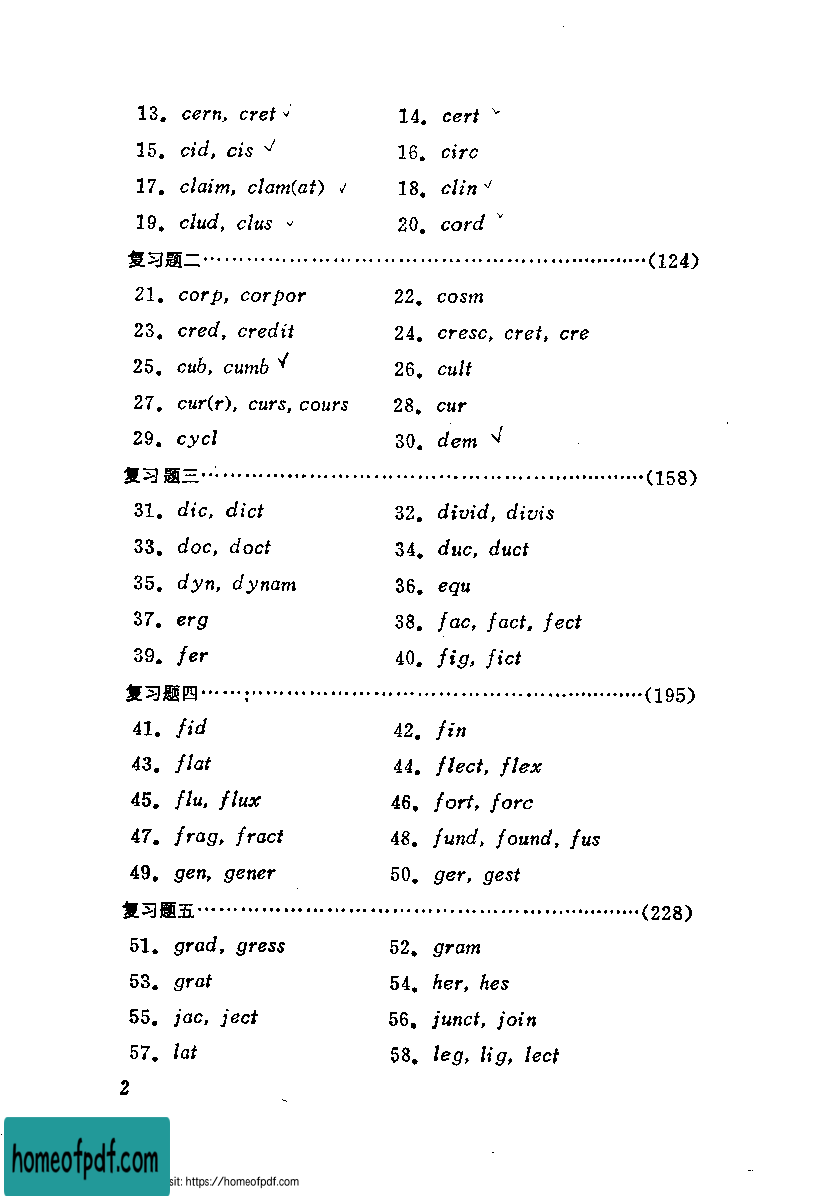 13. cern, cret ✓ 14. cert ✓
15. cid, cis ✓ 16. circ
17. claim, clam(at) ✓ 18. clin ✓
19. clud, clus ✓ 20. cord ✓
复习题二……………………………………………………(124)
21. corp, corpor 22. cosm
23. cred, credit 24. cresc, cret, cre
25. cub, cumb ✓ 26. cult
27. cur(r), curs, cours 28. cur
29. cycl 30. dem ✓
复习题三……………………………………………………(158)
31. dic, dict 32. divid, divis
33. doc, doct 34. duc, duct
35. dyn, dynam 36. equ
37. erg 38. fac, fact, fect
39. fer 40. fig, fict
复习题四……………………………………………………(195)
41. fid 42. fin
43. flat 44. flect, flex
45. flu, flux 46. fort, forc
47. frag, fract 48. fund, found, fus
49. gen, gener 50. ger, gest
复习题五……………………………………………………(228)
51. grad, gress 52. gram
53. grat 54. her, hes
55. jac, ject 56. junct, join
57. lat 58. leg, lig, lect
2
homeofpdf.com
sit: https://homeofpdf.com